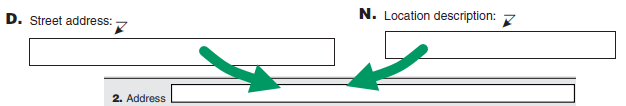 D. Street address:
N. Location description:
2. Address